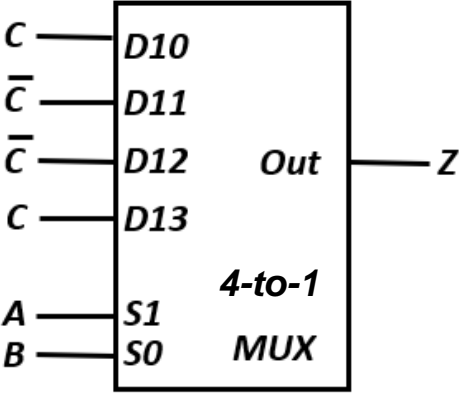 C D10
C̅ D11
C̅ D12 Out Z
C D13
4-to-1
A S1
B S0 MUX